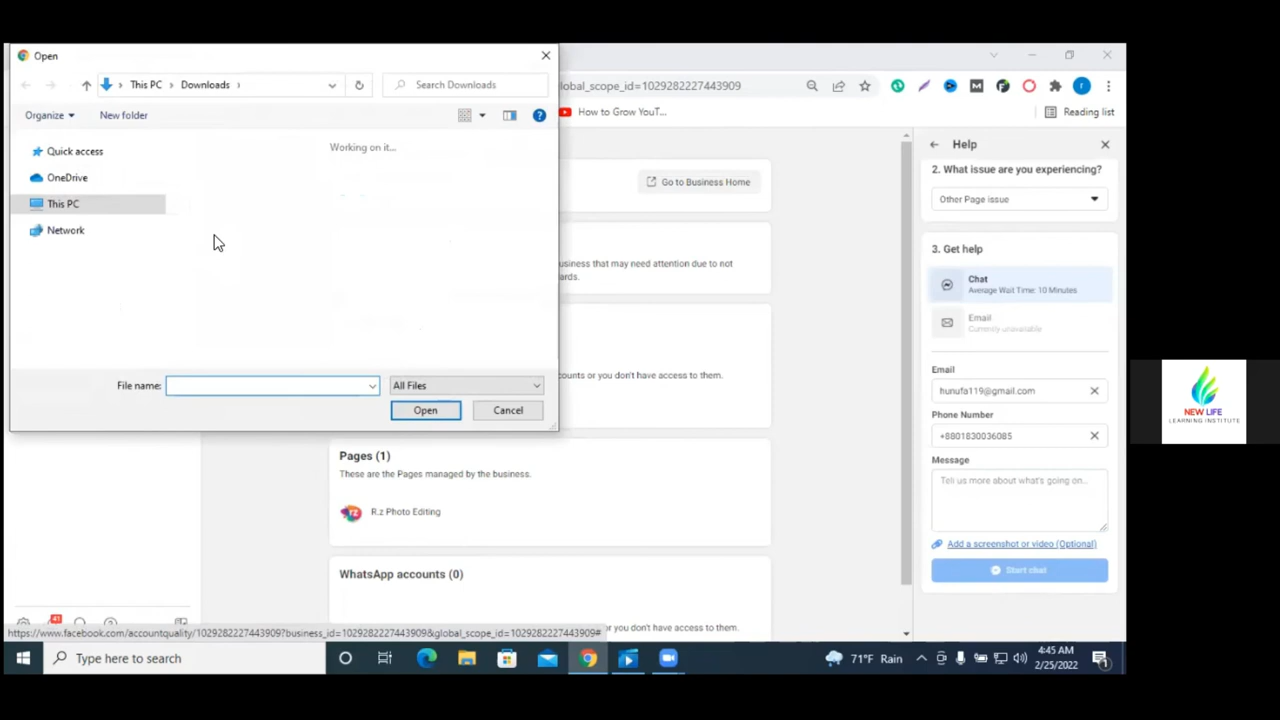 Open
This PC
Downloads
Search Downloads
lobal_scope_id=1029282227443909
Organize
New folder
How to Grow YouT...
Reading list
Quick access
OneDrive
This PC
Network
Working on it...
Go to Business Home
usiness that may need attention due to not
ards.
counts or you don't have access to them.
File name:
All Files
Open
Cancel
Pages (1)
These are the Pages managed by the business.
R.z Photo Editing
WhatsApp accounts (0)
or you don't have access to them.
Help
2. What issue are you experiencing?
Other Page issue
3. Get help
Chat
Average Wait Time: 10 Minutes
Email
Currently unavailable
Email
hunufa119@gmail.com
Phone Number
+8801830036085
Message
Tell us more about what's going on...
Add a screenshot or video (Optional)
Start chat
NEW LIFE
LEARNING INSTITUTE
41
https://www.facebook.com/accountquality/1029282227443909?business_id=1029282227443909&global_scope_id=1029282227443909#
Type here to search
71°F Rain
4:45 AM
2/25/2022
1